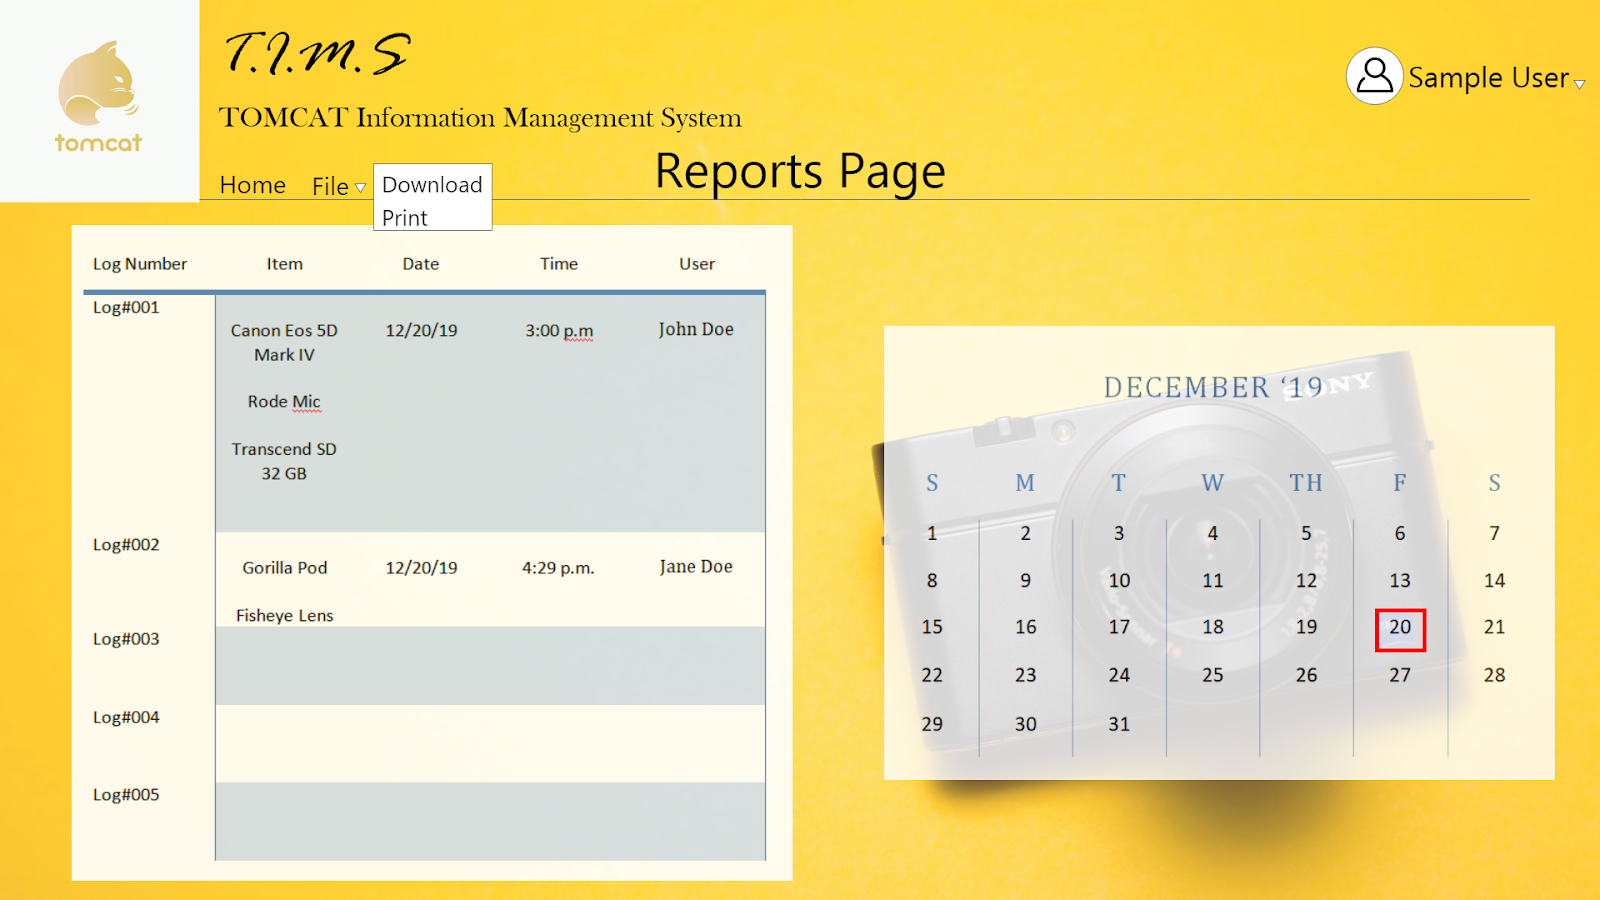 tomcat
T.I.M.S
TOMCAT Information Management System
Sample User
Home File Download
Print
Reports Page
Log Number Item Date Time User
Log#001
Canon Eos 5D 12/20/19 3:00 p.m John Doe
Mark IV
Rode Mic
Transcend SD
32 GB
Log#002
Gorilla Pod 12/20/19 4:29 p.m. Jane Doe
Fisheye Lens
Log#003
Log#004
Log#005
DECEMBER ‘19
SONY
S M T W TH F S
1 2 3 4 5 6 7
8 9 10 11 12 13 14
15 16 17 18 19 20 21
22 23 24 25 26 27 28
29 30 31